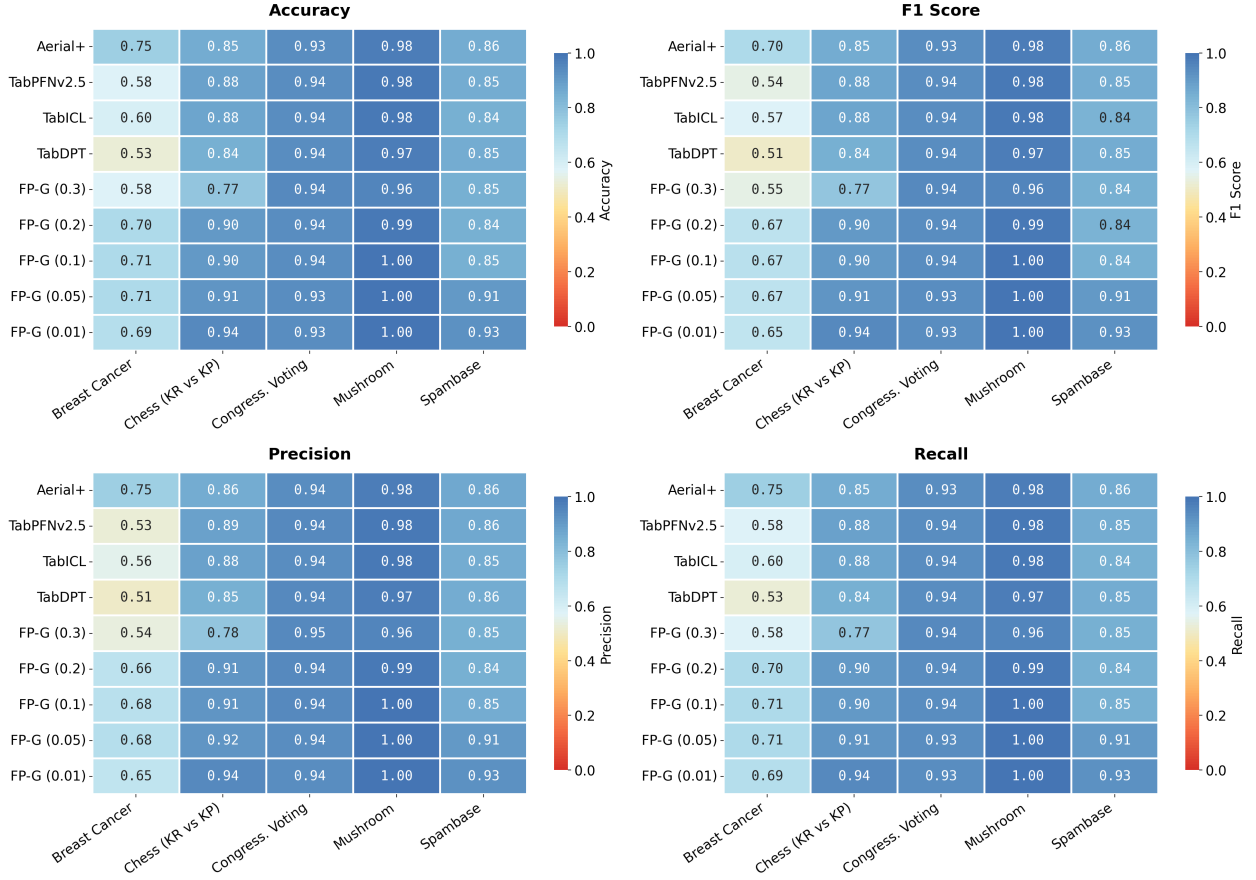 Accuracy
Aerial+ 0.75 0.85 0.93 0.98 0.86
TabPFNv2.5 0.58 0.88 0.94 0.98 0.85
TabICL 0.60 0.88 0.94 0.98 0.84
TabDPT 0.53 0.84 0.94 0.97 0.85
FP-G (0.3) 0.58 0.77 0.94 0.96 0.85
FP-G (0.2) 0.70 0.90 0.94 0.99 0.84
FP-G (0.1) 0.71 0.90 0.94 1.00 0.85
FP-G (0.05) 0.71 0.91 0.93 1.00 0.91
FP-G (0.01) 0.69 0.94 0.93 1.00 0.93
Breast Cancer
Chess (KR vs KP)
Congress. Voting
Mushroom
Spambase
1.0
0.8
0.6
0.4
0.2
0.0
Accuracy
F1 Score
Aerial+ 0.70 0.85 0.93 0.98 0.86
TabPFNv2.5 0.54 0.88 0.94 0.98 0.85
TabICL 0.57 0.88 0.94 0.98 0.84
TabDPT 0.51 0.84 0.94 0.97 0.85
FP-G (0.3) 0.55 0.77 0.94 0.96 0.84
FP-G (0.2) 0.67 0.90 0.94 0.99 0.84
FP-G (0.1) 0.67 0.90 0.94 1.00 0.84
FP-G (0.05) 0.67 0.91 0.93 1.00 0.91
FP-G (0.01) 0.65 0.94 0.93 1.00 0.93
Breast Cancer
Chess (KR vs KP)
Congress. Voting
Mushroom
Spambase
1.0
0.8
0.6
0.4
0.2
0.0
F1 Score
Precision
Aerial+ 0.75 0.86 0.94 0.98 0.86
TabPFNv2.5 0.53 0.89 0.94 0.98 0.86
TabICL 0.56 0.88 0.94 0.98 0.85
TabDPT 0.51 0.85 0.94 0.97 0.86
FP-G (0.3) 0.54 0.78 0.95 0.96 0.85
FP-G (0.2) 0.66 0.91 0.94 0.99 0.84
FP-G (0.1) 0.68 0.91 0.94 1.00 0.85
FP-G (0.05) 0.68 0.92 0.94 1.00 0.91
FP-G (0.01) 0.65 0.94 0.94 1.00 0.93
Breast Cancer
Chess (KR vs KP)
Congress. Voting
Mushroom
Spambase
1.0
0.8
0.6
0.4
0.2
0.0
Precision
Recall
Aerial+ 0.75 0.85 0.93 0.98 0.86
TabPFNv2.5 0.58 0.88 0.94 0.98 0.85
TabICL 0.60 0.88 0.94 0.98 0.84
TabDPT 0.53 0.84 0.94 0.97 0.85
FP-G (0.3) 0.58 0.77 0.94 0.96 0.85
FP-G (0.2) 0.70 0.90 0.94 0.99 0.84
FP-G (0.1) 0.71 0.90 0.94 1.00 0.85
FP-G (0.05) 0.71 0.91 0.93 1.00 0.91
FP-G (0.01) 0.69 0.94 0.93 1.00 0.93
Breast Cancer
Chess (KR vs KP)
Congress. Voting
Mushroom
Spambase
1.0
0.8
0.6
0.4
0.2
0.0
Recall